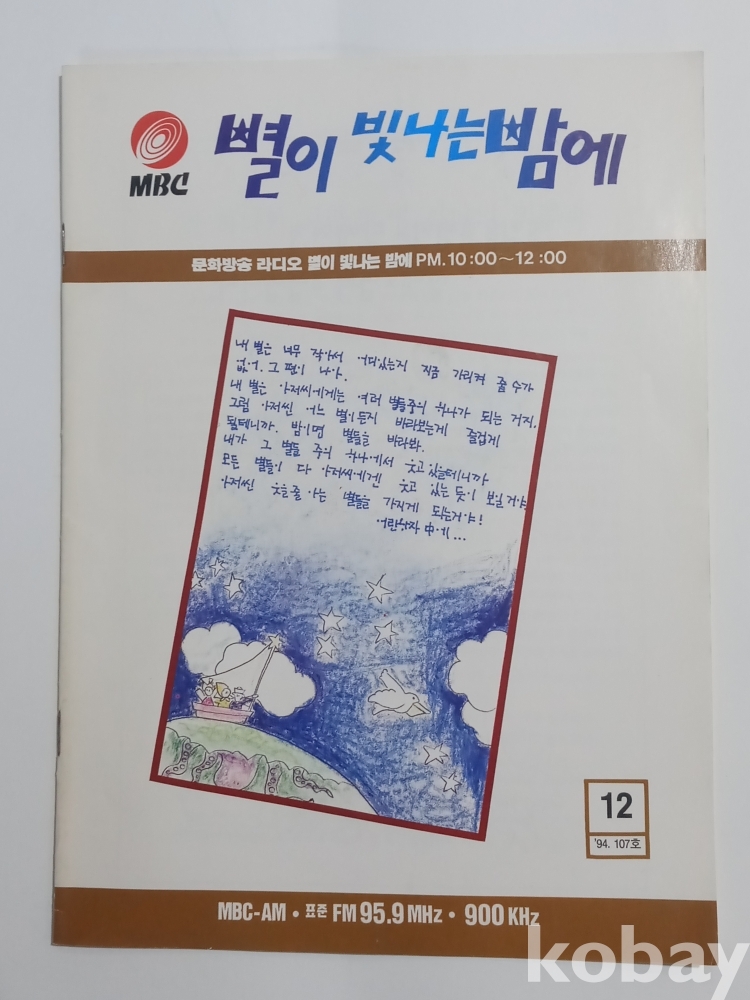 MBC
별이 빛나는 밤에
문화방송 라디오 별이 빛나는 밤에 PM.10:00~12:00
내 별은 너무 작아서 어디있는지 지금 가리켜 줄 수가
없어. 그 편이 나아.
내 별은 아저씨에게는 여러 별들중의 하나가 되는 거지.
그럼 아저씬 어느 별이든지 바라보는게 즐겁게
될테니까. 밤이면 별들을 바라봐.
내가 그 별들 중의 하나에서 웃고 있을테니까
모든 별들이 다 아저씨에겐 웃고 있는 듯이 보일거야
아저씬 웃을줄 아는 별들을 가지게 되는거야!
어린왕자 中에...
12
'94. 107호
MBC-AM • 표준 FM 95.9 MHz • 900 KHz
kobay